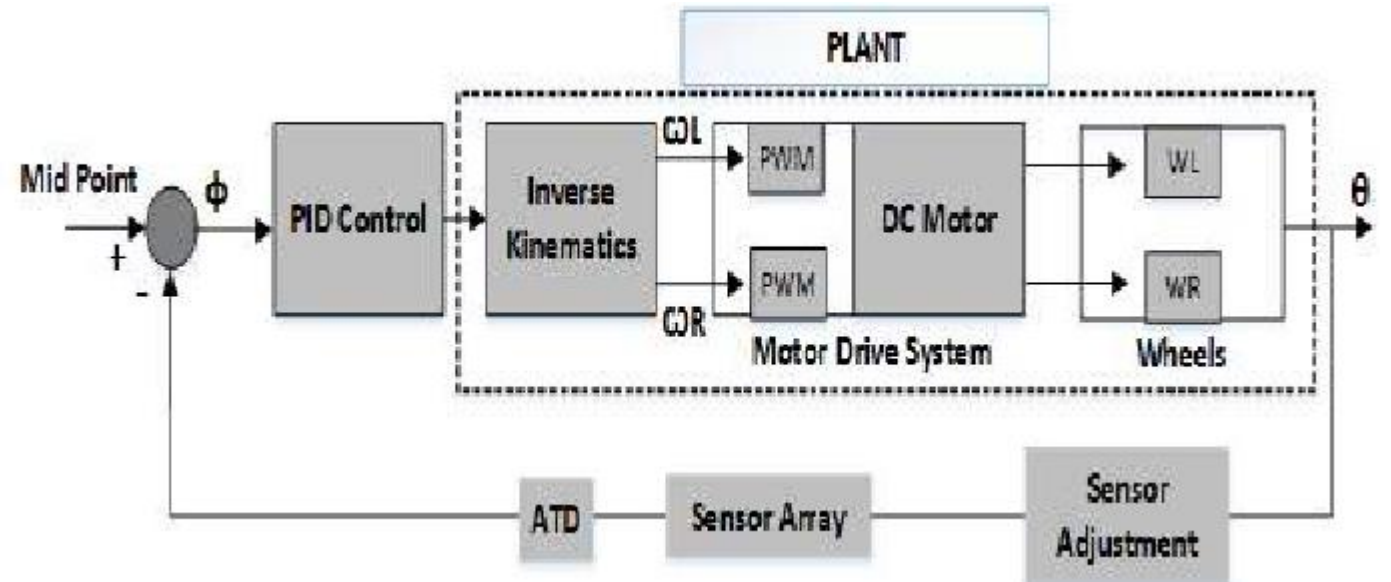 PLANT
Mid Point
+
-
ϕ
PID Control
Inverse
Kinematics
ωL
ωR
PWM
PWM
DC Motor
Motor Drive System
WL
WR
Wheels
θ
ATD
Sensor Array
Sensor
Adjustment